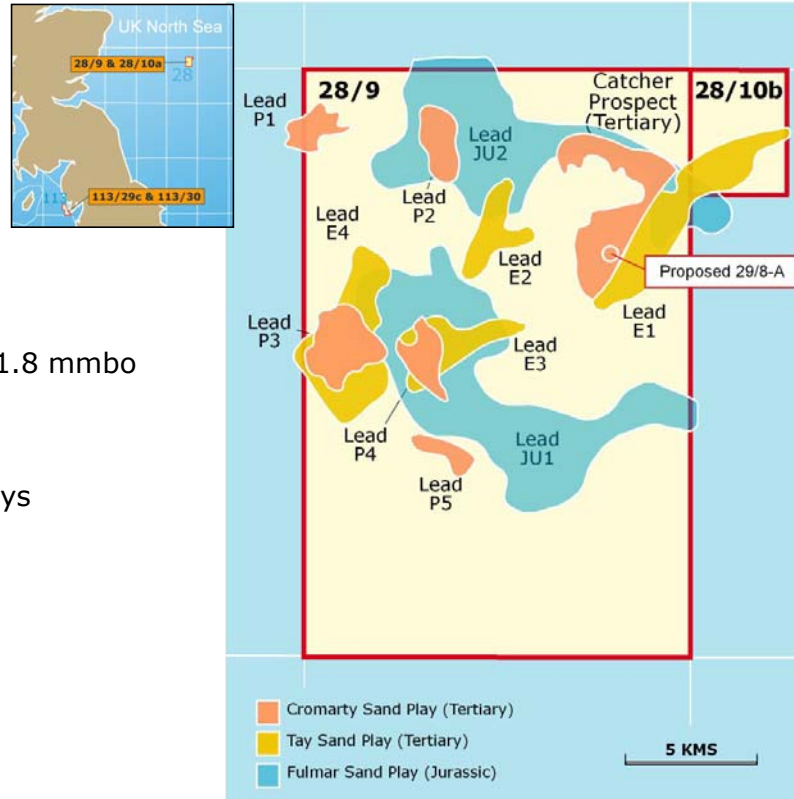 UK North Sea
28/9 & 28/10a
28
113
113/29c & 113/30
1.8 mmbo
ys
28/9
28/10b
Catcher
Prospect
(Tertiary)
Lead
P1
Lead
JU2
Lead
P2
Lead
E4
Lead
E2
Proposed 29/8-A
Lead
E1
Lead
P3
Lead
E3
Lead
P4
Lead
JU1
Lead
P5
Cromarty Sand Play (Tertiary)
Tay Sand Play (Tertiary)
Fulmar Sand Play (Jurassic)
5 KMS